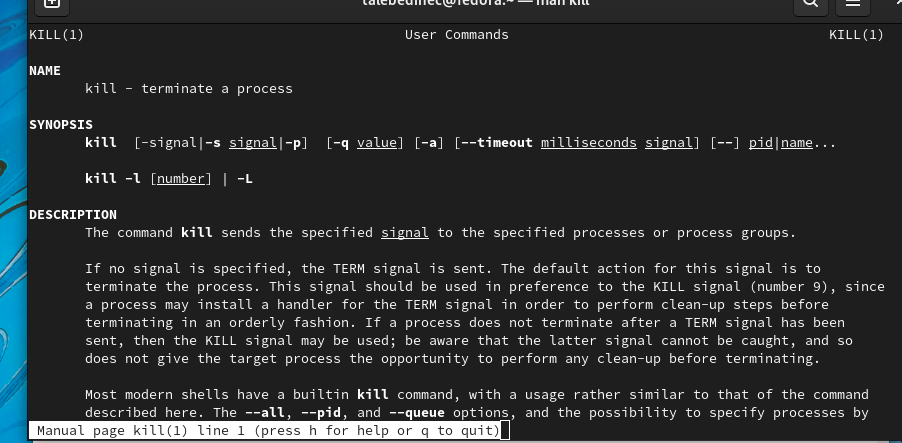 talebedinec@fedora:~ — man kill
KILL(1) User Commands KILL(1)
NAME
kill - terminate a process
SYNOPSIS
kill [-signal|-s signal|-p] [-q value] [-a] [--timeout milliseconds signal] [--] pid|name...
kill -l [number] | -L
DESCRIPTION
The command kill sends the specified signal to the specified processes or process groups.
If no signal is specified, the TERM signal is sent. The default action for this signal is to
terminate the process. This signal should be used in preference to the KILL signal (number 9), since
a process may install a handler for the TERM signal in order to perform clean-up steps before
terminating in an orderly fashion. If a process does not terminate after a TERM signal has been
sent, then the KILL signal may be used; be aware that the latter signal cannot be caught, and so
does not give the target process the opportunity to perform any clean-up before terminating.
Most modern shells have a builtin kill command, with a usage rather similar to that of the command
described here. The --all, --pid, and --queue options, and the possibility to specify processes by
Manual page kill(1) line 1 (press h for help or q to quit)